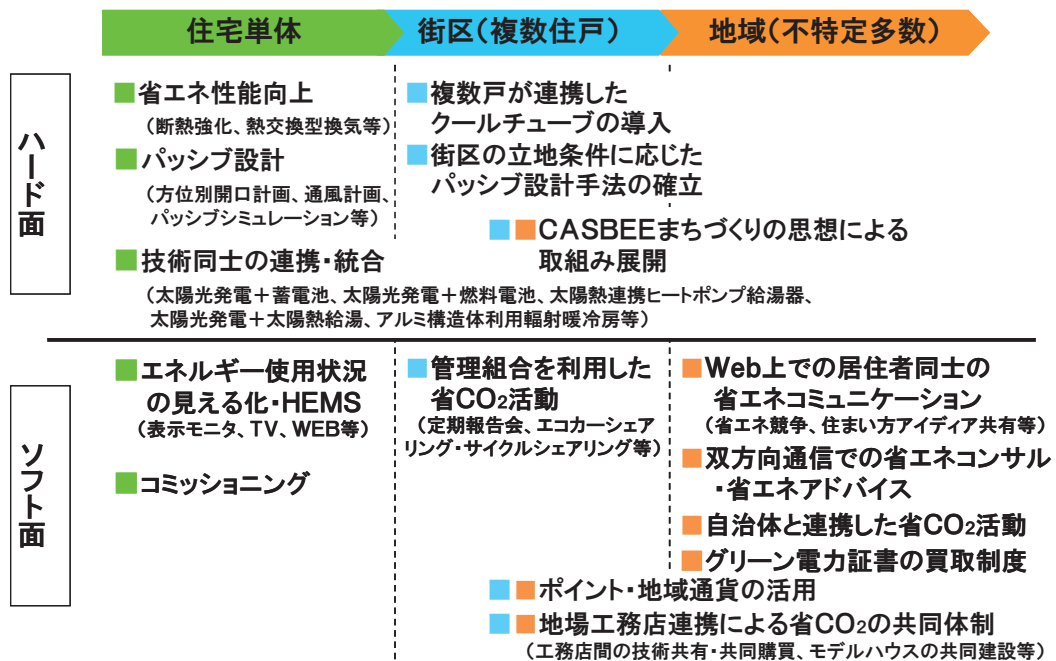 住宅単体
街区(複数住戸)
地域(不特定多数)
ハード面
■省エネ性能向上
(断熱強化、熱交換型換気等)
■パッシブ設計
(方位別開口計画、通風計画、
パッシブシミュレーション等)
■技術同士の連携・統合
(太陽光発電+蓄電池、太陽光発電+燃料電池、太陽熱連携ヒートポンプ給湯器、
太陽光発電+太陽熱給湯、アルミ構造体利用輻射暖冷房等)
■複数戸が連携した
クールチューブの導入
■街区の立地条件に応じた
パッシブ設計手法の確立
■■CASBEEまちづくりの思想による
取組み展開
ソフト面
■エネルギー使用状況
の見える化・HEMS
(表示モニタ、TV、WEB等)
■コミッショニング
■管理組合を利用した
省CO₂活動
(定期報告会、エコカーシェア
リング・サイクルシェアリング等)
■Web上での居住者同士の
省エネコミュニケーション
(省エネ競争、住まい方アイディア共有等)
■双方向通信での省エネコンサル
・省エネアドバイス
■自治体と連携した省CO₂活動
■グリーン電力証書の買取制度
■■ポイント・地域通貨の活用
■■地場工務店連携による省CO₂の共同体制
(工務店間の技術共有・共同購買、モデルハウスの共同建設等)